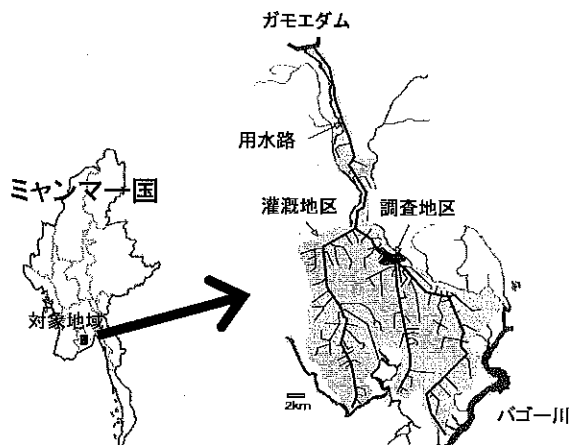 ガモエダム
用水路
ミャンマー国
灌漑地区
調査地区
対象地域
2km
バゴー川